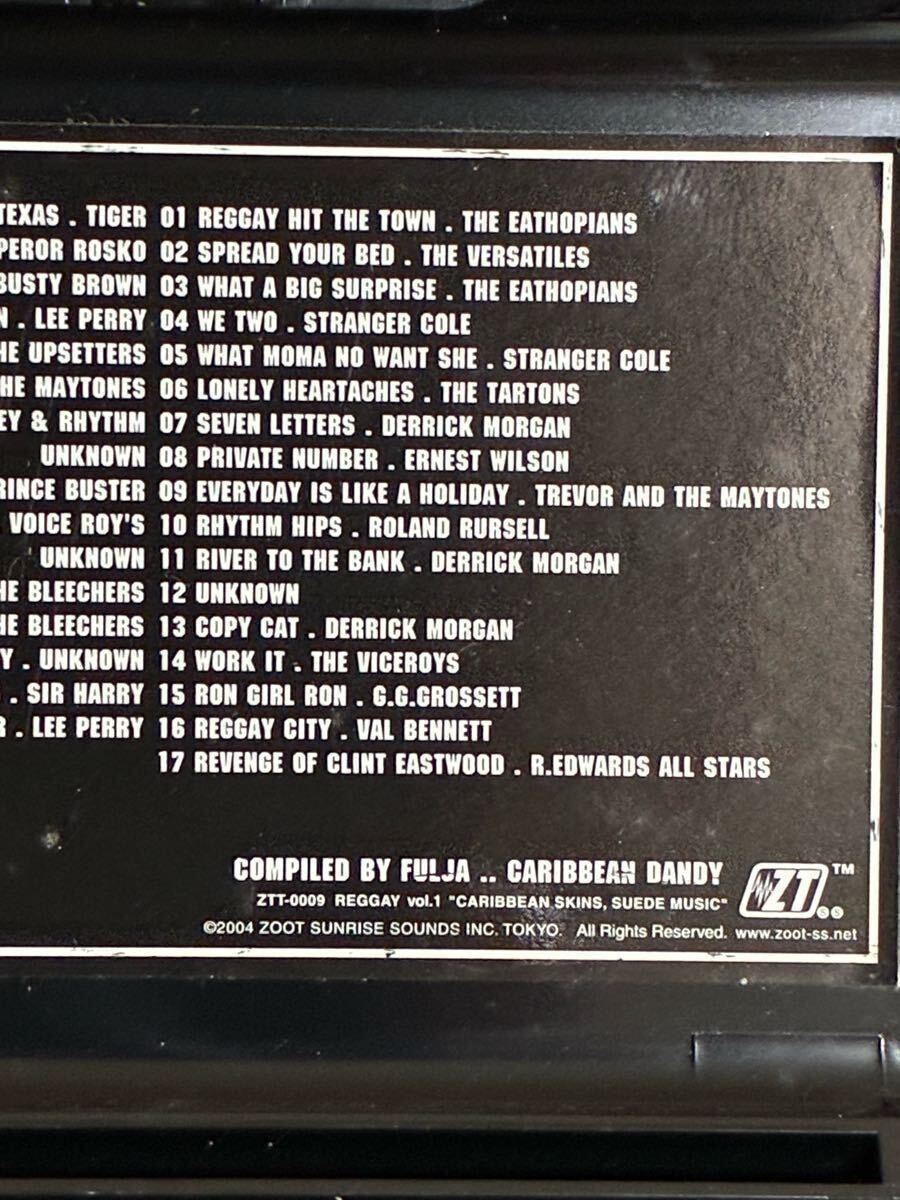 TEXAS . TIGER 01 REGGAY HIT THE TOWN . THE EATHOPIANS
ROSKO 02 SPREAD YOUR BED . THE VERSATILES
BUSTY BROWN 03 WHAT A BIG SURPRISE . THE EATHOPIANS
. LEE PERRY 04 WE TWO . STRANGER COLE
UPSETTERS 05 WHAT MOMA NO WANT SHE . STRANGER COLE
MAYTONES 06 LONELY HEARTACHES . THE TARTONS
& RHYTHM 07 SEVEN LETTERS . DERRICK MORGAN
UNKNOWN 08 PRIVATE NUMBER . ERNEST WILSON
BUSTER 09 EVERYDAY IS LIKE A HOLIDAY . TREVOR AND THE MAYTONES
VOICE ROY'S 10 RHYTHM HIPS . ROLAND RURSELL
UNKNOWN 11 RIVER TO THE BANK . DERRICK MORGAN
BLEECHERS 12 UNKNOWN
BLEECHERS 13 COPY CAT . DERRICK MORGAN
. UNKNOWN 14 WORK IT . THE VICEROYS
. SIR HARRY 15 RON GIRL RON . G.G.GROSSETT
. LEE PERRY 16 REGGAY CITY . VAL BENNETT
17 REVENGE OF CLINT EASTWOOD . R.EDWARDS ALL STARS
COMPILED BY FULJA .. CARIBBEAN DANDY
ZT SS TM
ZTT-0009 REGGAY vol.1 "CARIBBEAN SKINS, SUEDE MUSIC"
©2004 ZOOT SUNRISE SOUNDS INC. TOKYO. All Rights Reserved. www.zoot-ss.net